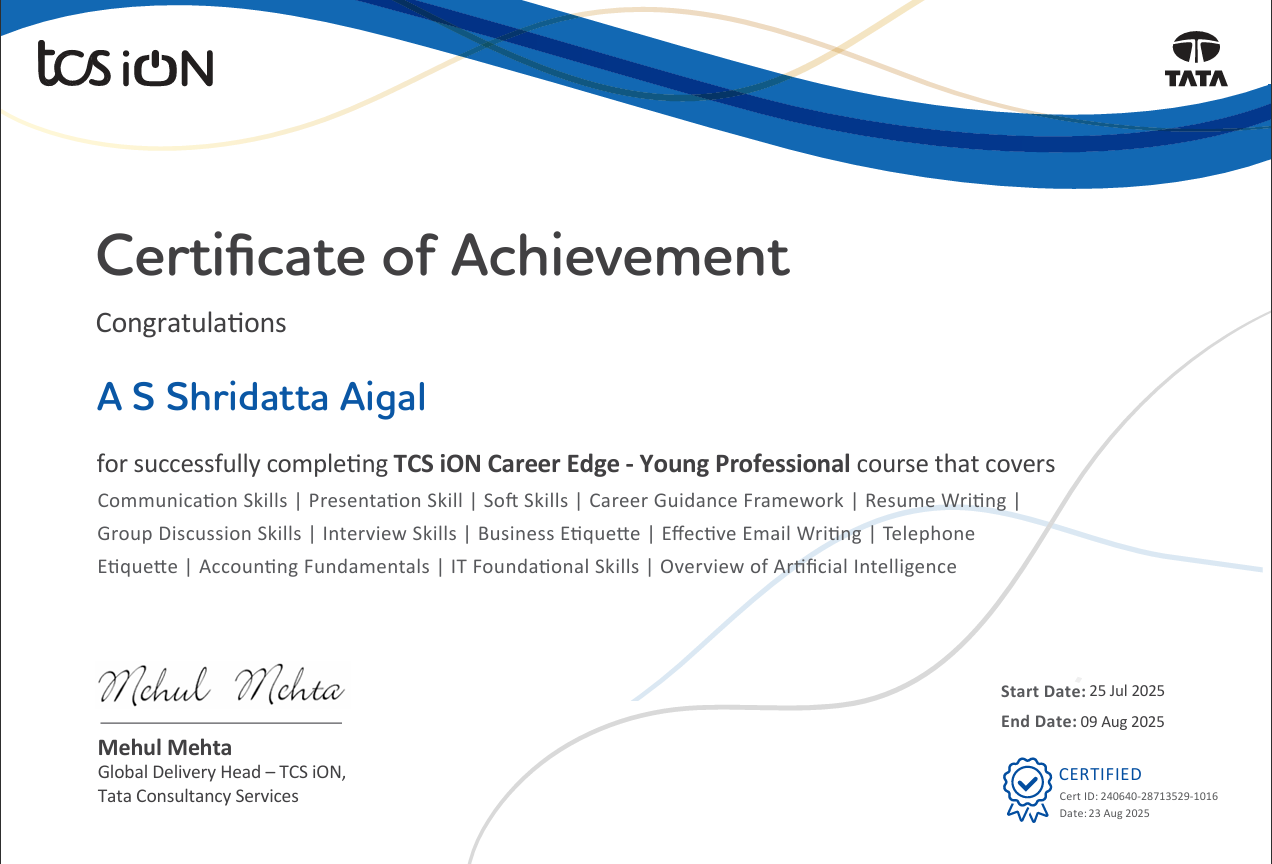 tcs iON
TATA
Certificate of Achievement
Congratulations
A S Shridatta Aigal
for successfully completing TCS iON Career Edge - Young Professional course that covers
Communication Skills | Presentation Skill | Soft Skills | Career Guidance Framework | Resume Writing |
Group Discussion Skills | Interview Skills | Business Etiquette | Effective Email Writing | Telephone
Etiquette | Accounting Fundamentals | IT Foundational Skills | Overview of Artificial Intelligence
Mehul Mehta
Mehul Mehta
Global Delivery Head – TCS iON,
Tata Consultancy Services
Start Date: 25 Jul 2025
End Date: 09 Aug 2025
CERTIFIED
Cert ID: 240640-28713529-1016
Date: 23 Aug 2025